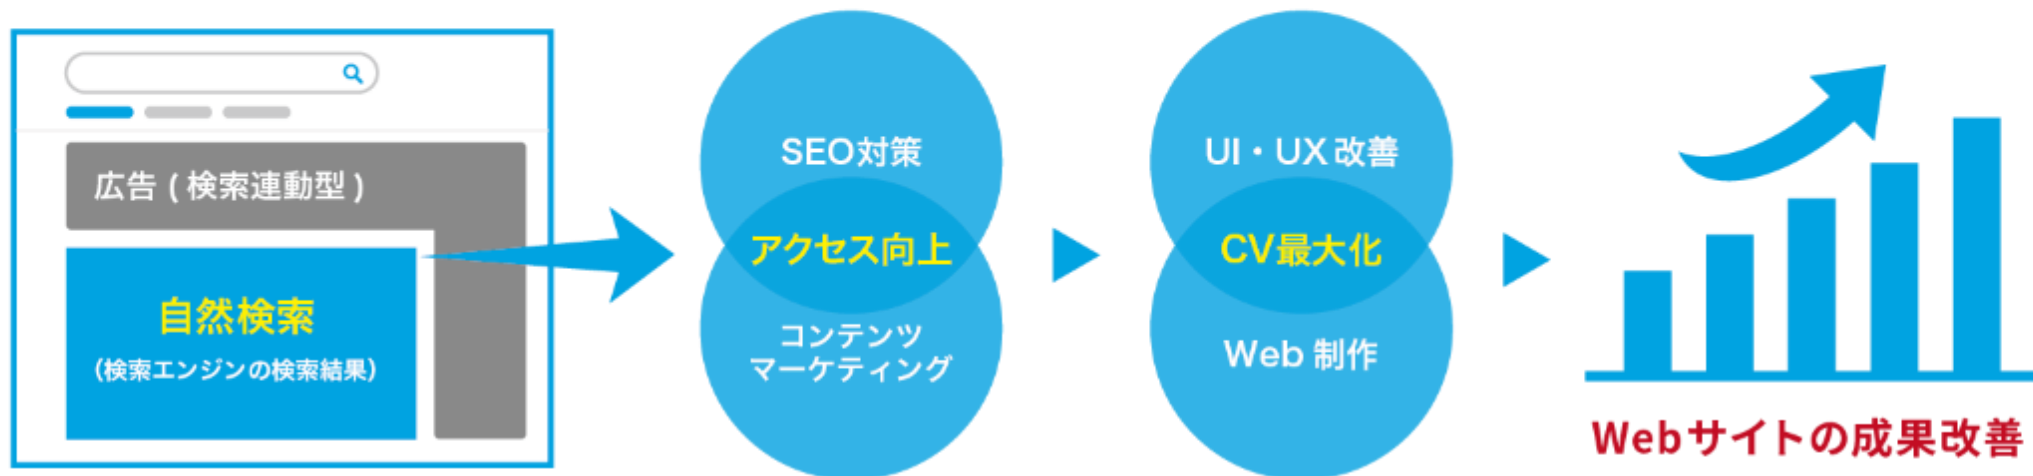 広告 ( 検索連動型 )
自然検索
(検索エンジンの検索結果)
SEO対策
アクセス向上
コンテンツ
マーケティング
UI・UX 改善
CV最大化
Web 制作
Webサイトの成果改善